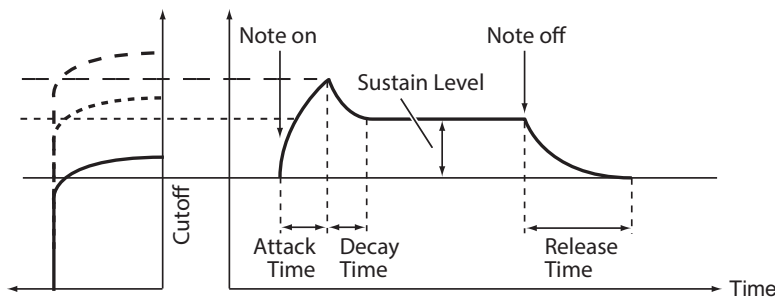 Note on
Note off
Sustain Level
Cutoff
Attack
Time
Decay
Time
Release
Time
Time